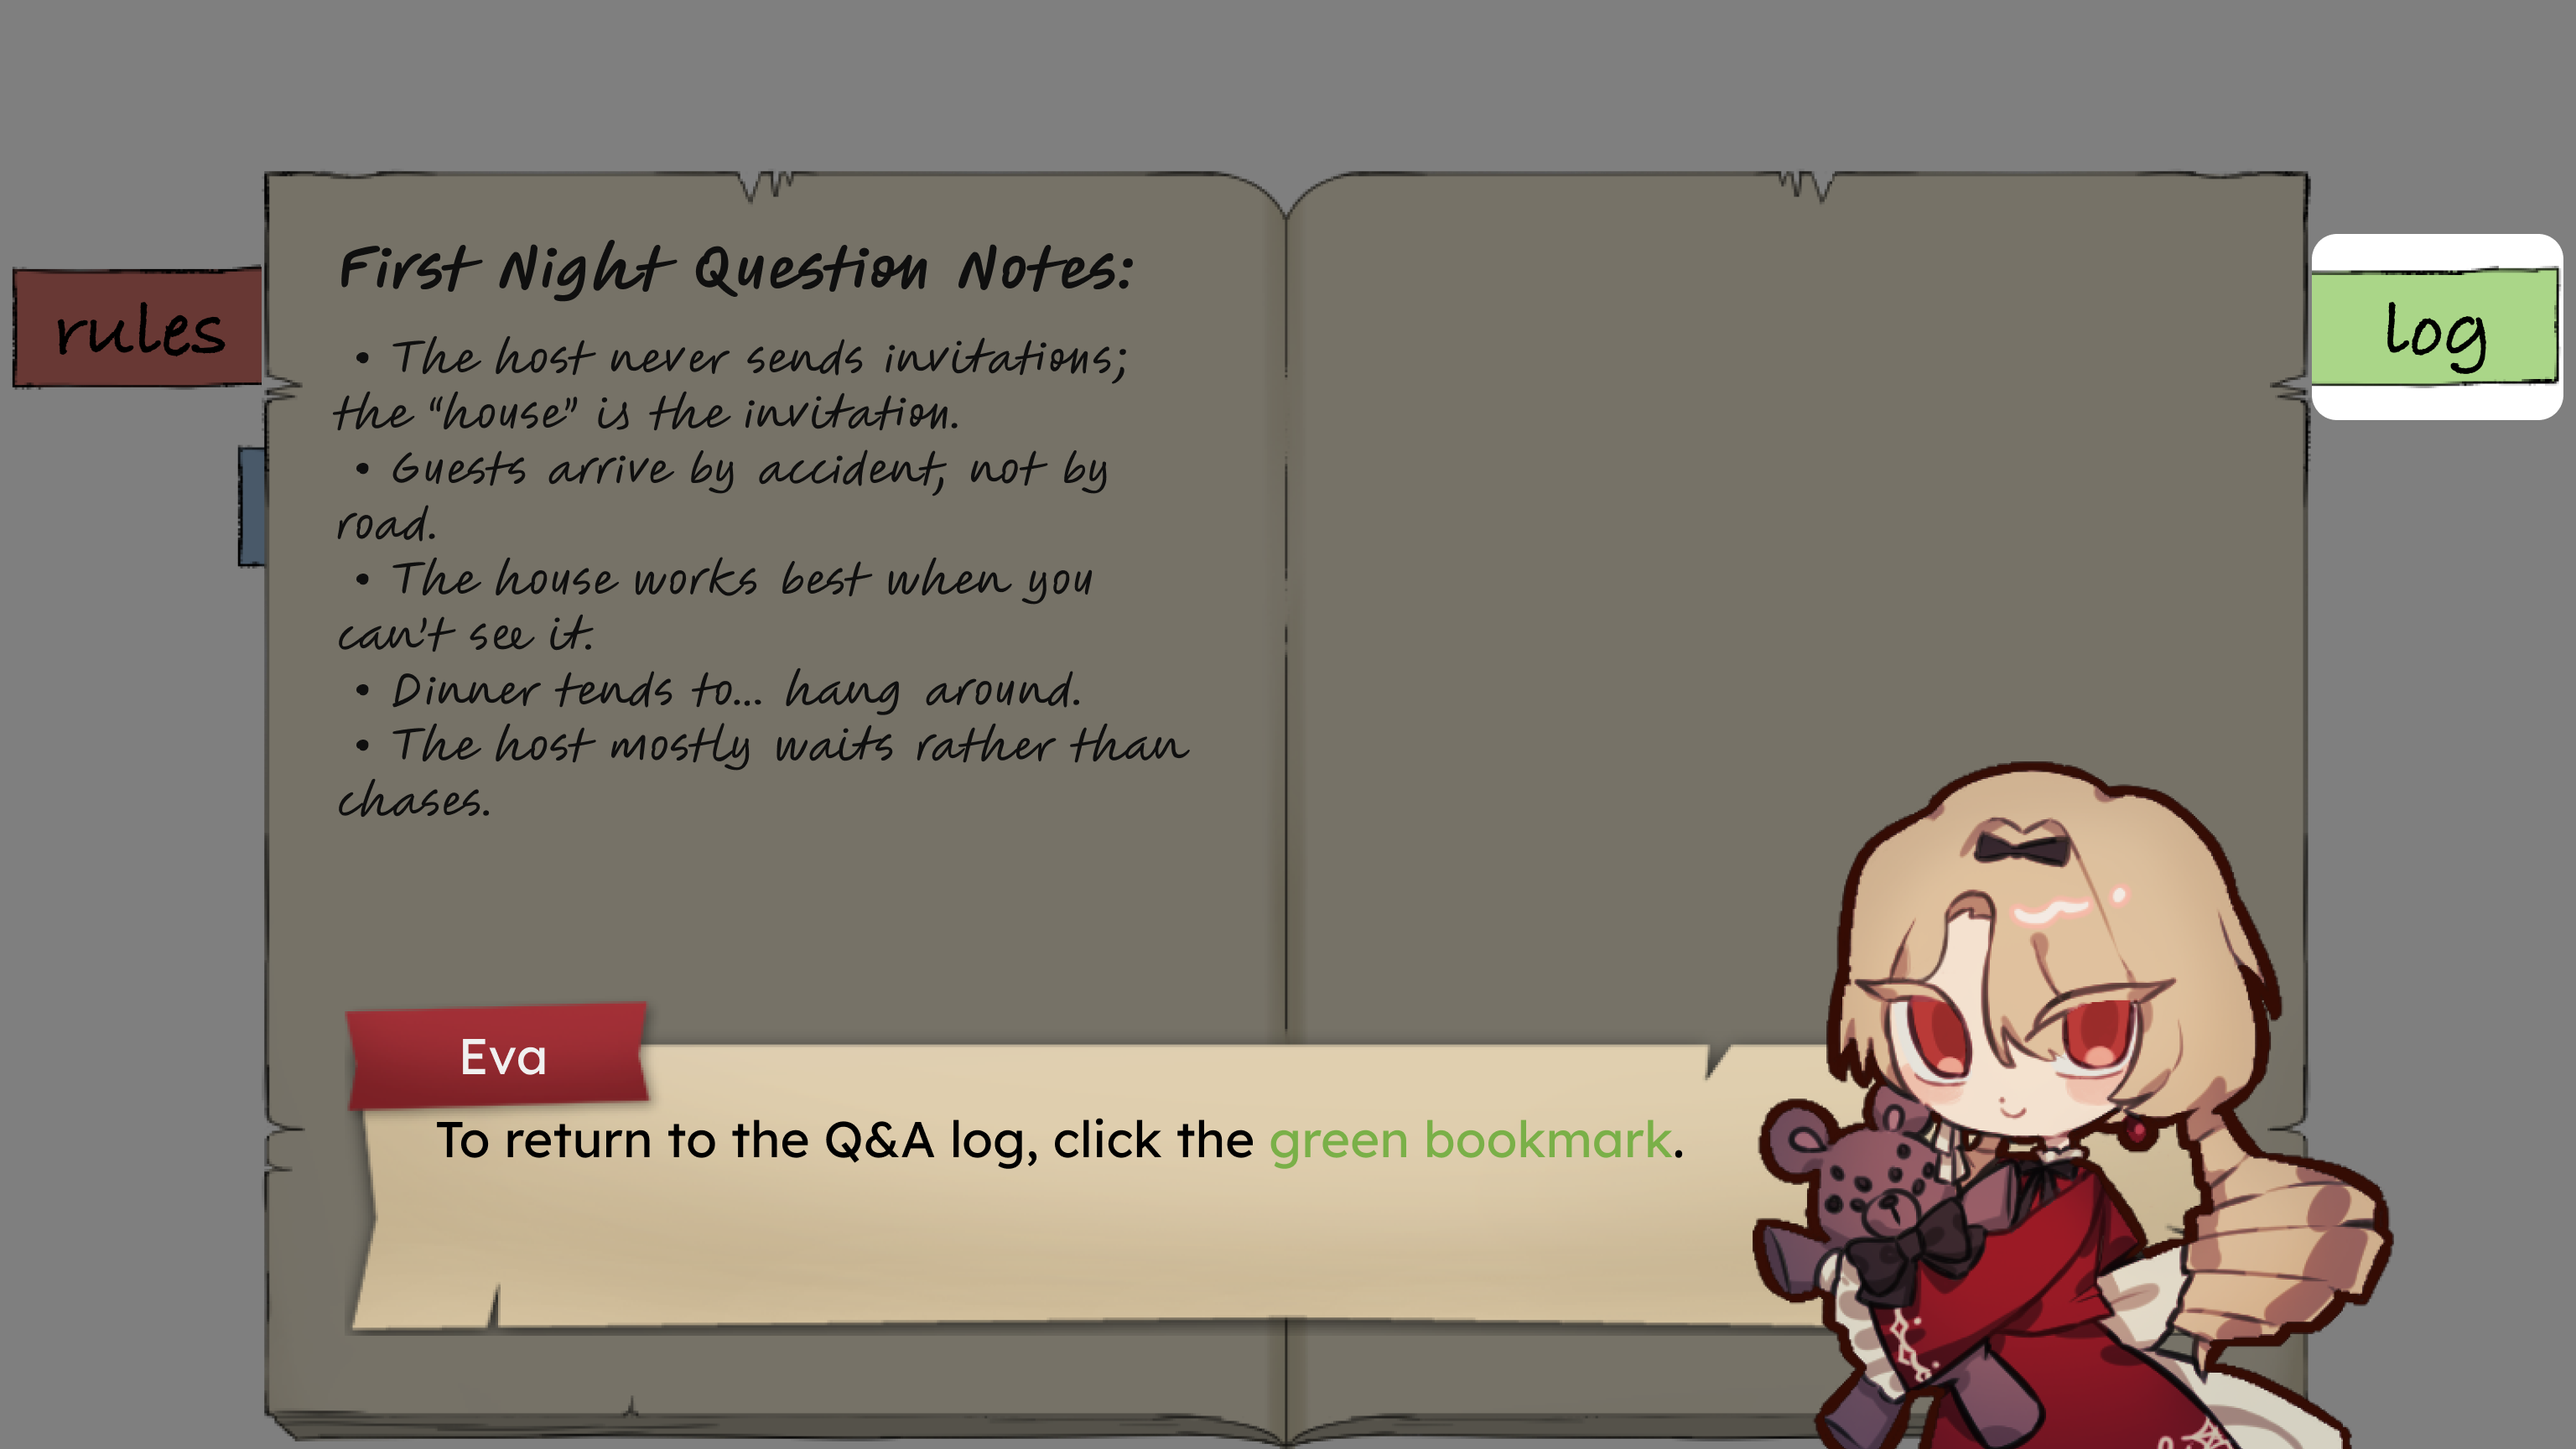 First Night Question Notes:
rules
log
• The host never sends invitations;
the “house” is the invitation.
• Guests arrive by accident, not by
road.
• The house works best when you
can't see it.
• Dinner tends to... hang around.
• The host mostly waits rather than
chases.
Eva
To return to the Q&A log, click the green bookmark.